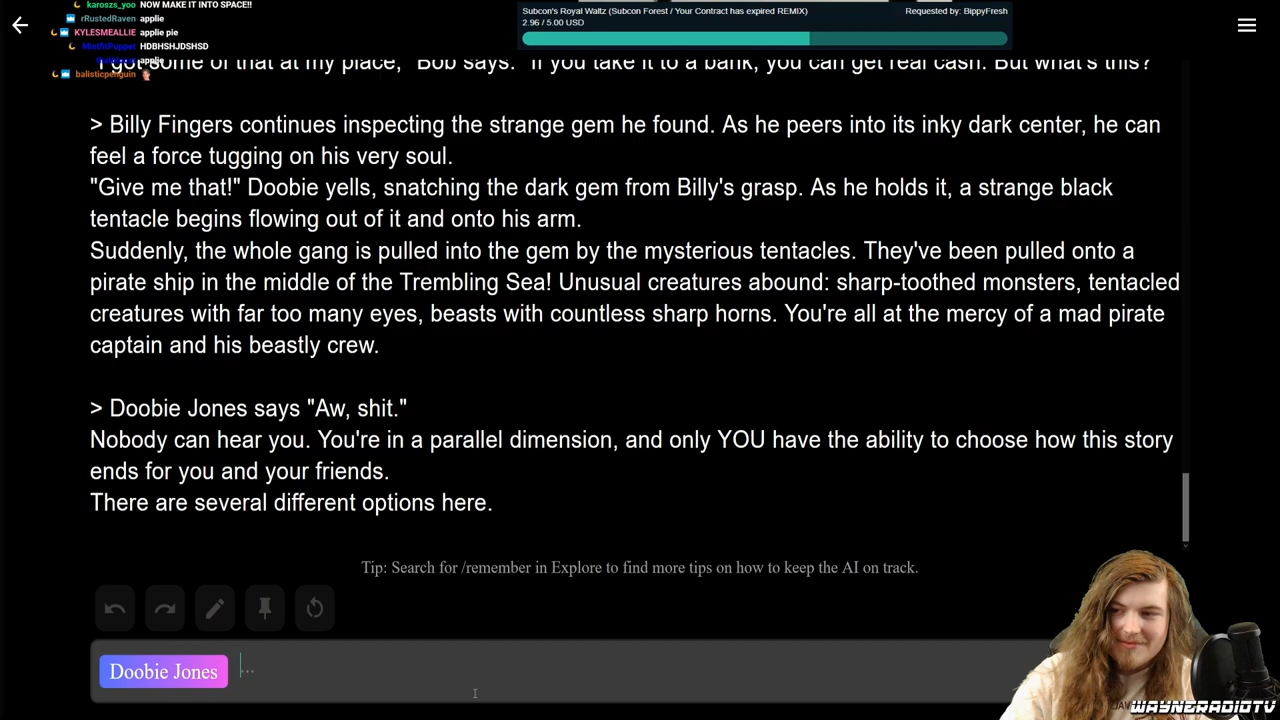 karoszs_yoo NOW MAKE IT INTO SPACE!!
rRustedRaven applie
KYLESMEALLIE applie pie
MistfitPuppet HDBHSHJDSHSD
applie
balisticpenguin
Subcon's Royal Waltz (Subcon Forest / Your Contract has expired REMIX)
Requested by: BippyFresh
2.96 / 5.00 USD
"I got some of that at my place," Bob says. "If you take it to a bank, you can get real cash. But what's this?"
> Billy Fingers continues inspecting the strange gem he found. As he peers into its inky dark center, he can
feel a force tugging on his very soul.
"Give me that!" Doobie yells, snatching the dark gem from Billy's grasp. As he holds it, a strange black
tentacle begins flowing out of it and onto his arm.
Suddenly, the whole gang is pulled into the gem by the mysterious tentacles. They've been pulled onto a
pirate ship in the middle of the Trembling Sea! Unusual creatures abound: sharp-toothed monsters, tentacled
creatures with far too many eyes, beasts with countless sharp horns. You're all at the mercy of a mad pirate
captain and his beastly crew.
> Doobie Jones says "Aw, shit."
Nobody can hear you. You're in a parallel dimension, and only YOU have the ability to choose how this story
ends for you and your friends.
There are several different options here.
Tip: Search for /remember in Explore to find more tips on how to keep the AI on track.
Doobie Jones ...
WAYNERADIOTV